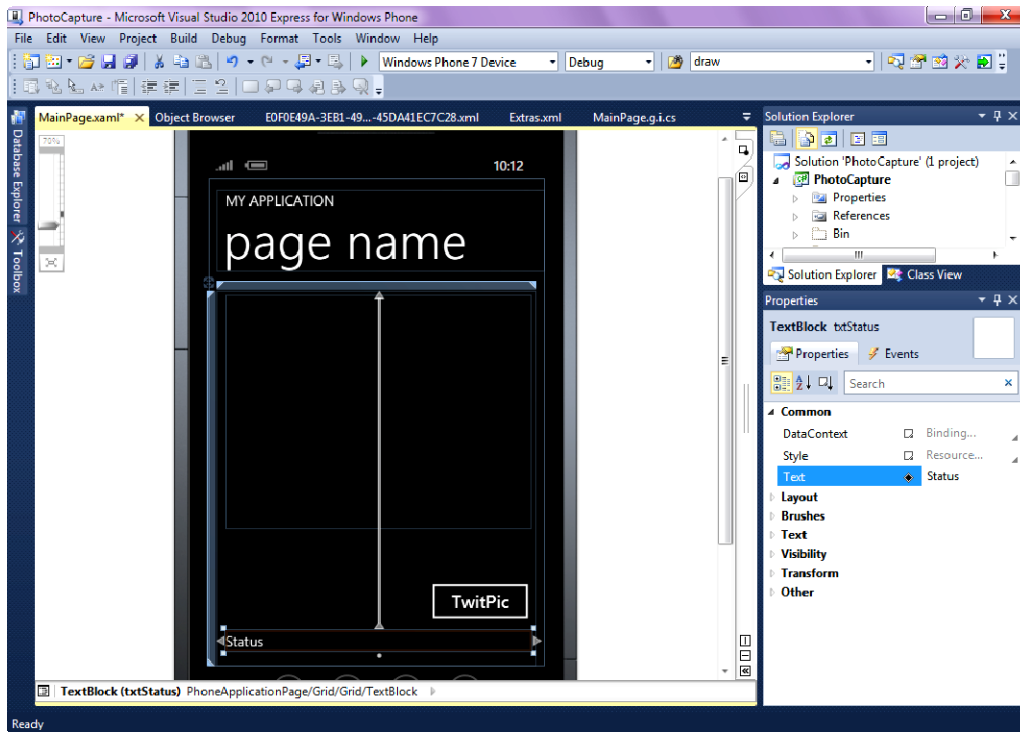 PhotoCapture - Microsoft Visual Studio 2010 Express for Windows Phone
File Edit View Project Build Debug Format Tools Window Help
Windows Phone 7 Device Debug draw
MainPage.xaml* Object Browser E0F0E49A-3EB1-49...-45DA41EC7C28.xml Extras.xml MainPage.g.i.cs
Database Explorer
Toolbox
70%
10:12
MY APPLICATION
page name
TwitPic
Status
TextBlock (txtStatus) PhoneApplicationPage/Grid/Grid/TextBlock
Solution Explorer
Solution 'PhotoCapture' (1 project)
PhotoCapture
Properties
References
Bin
Solution Explorer Class View
Properties
TextBlock txtStatus
Properties Events
Search
Common
DataContext Binding...
Style Resource...
Text Status
Layout
Brushes
Text
Visibility
Transform
Other
Ready